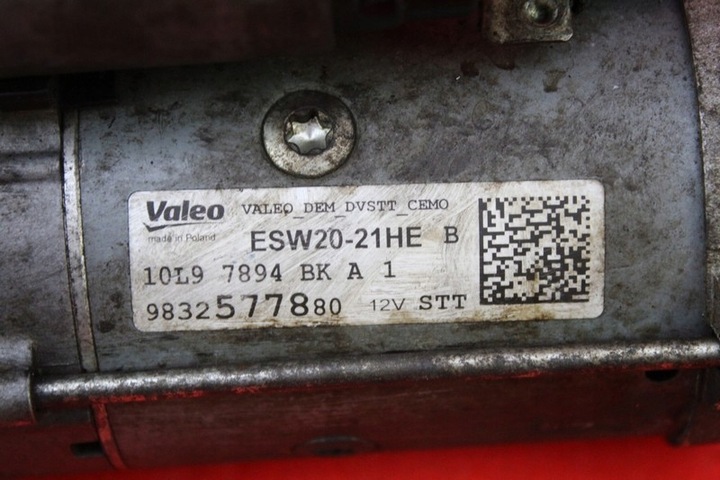 Valeo VALEO_DEM_DVSTT_CEMO
made in Poland ESW20-21HE B
10L9 7894 BK A 1
9832577880 12V STT